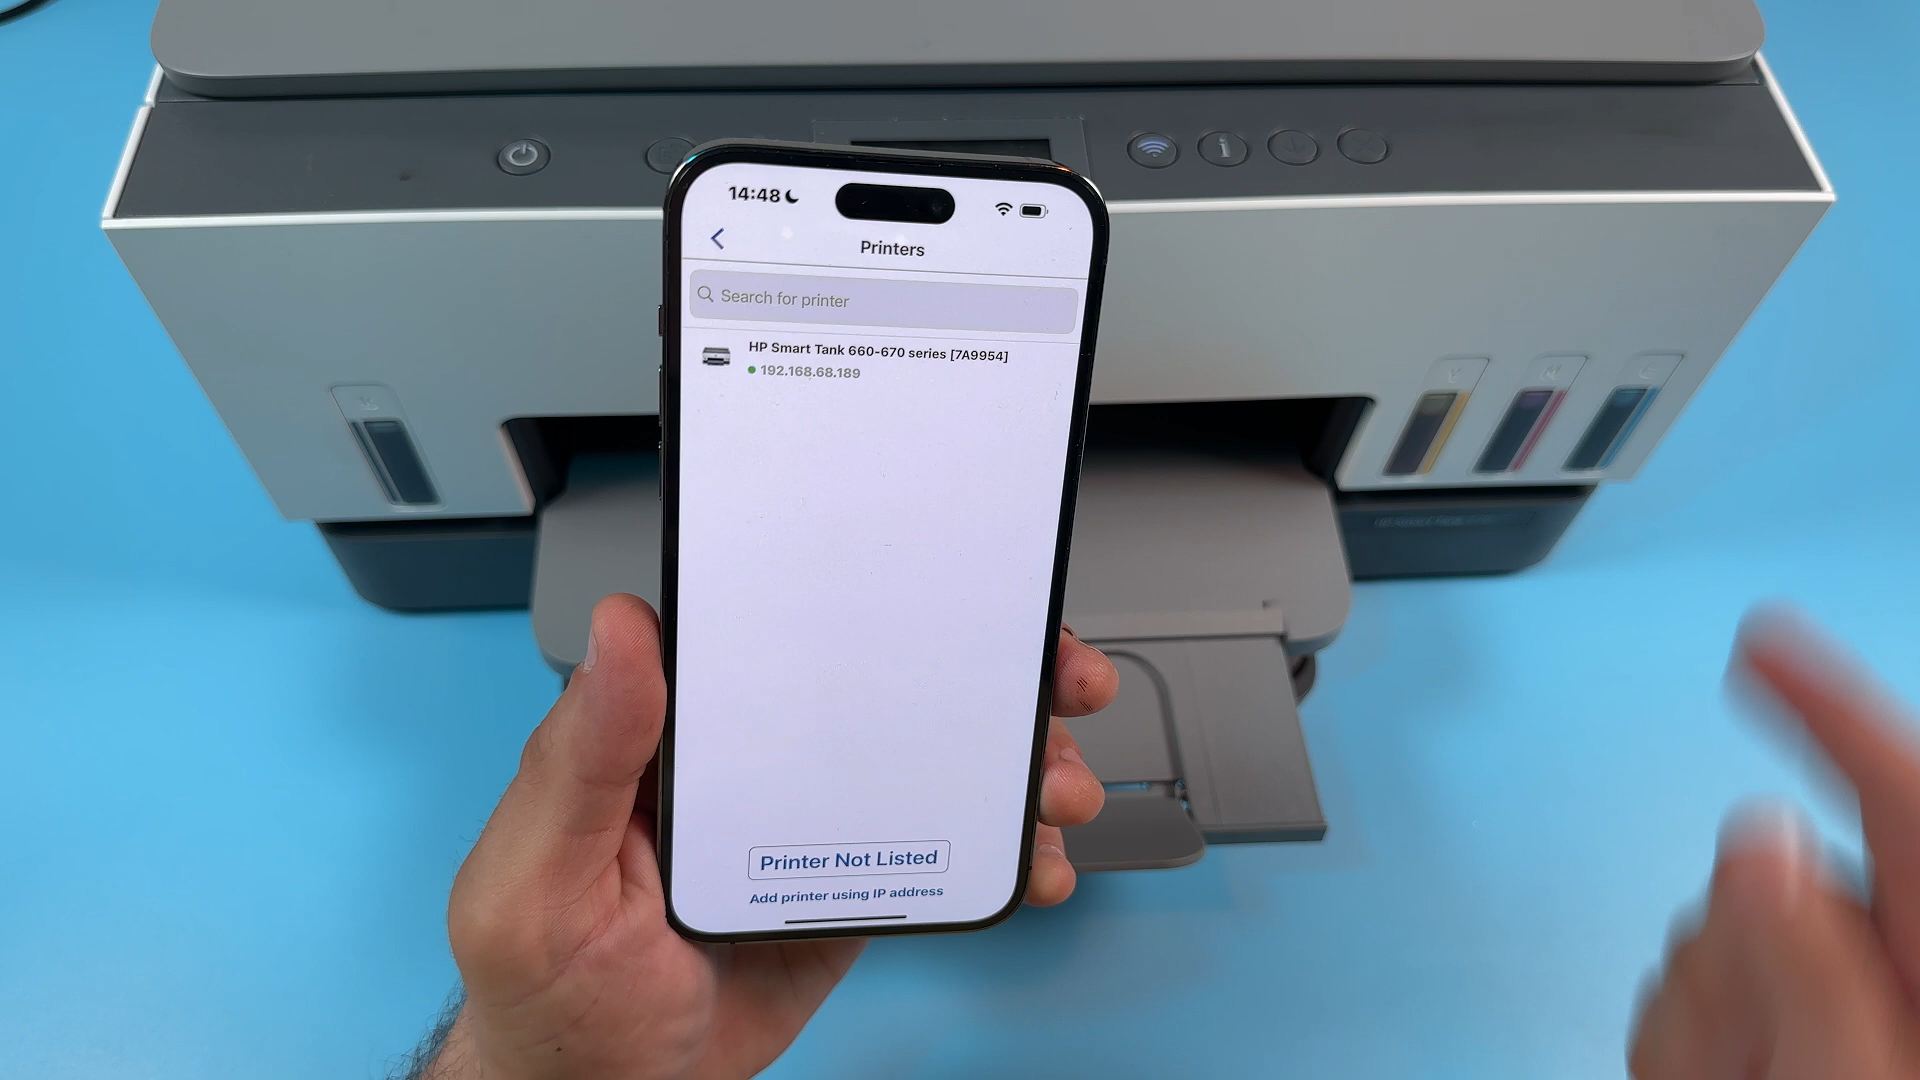 14:48
Printers
Search for printer
HP Smart Tank 660-670 series [7A9954]
192.168.68.189
Printer Not Listed
Add printer using IP address
K
Y
M